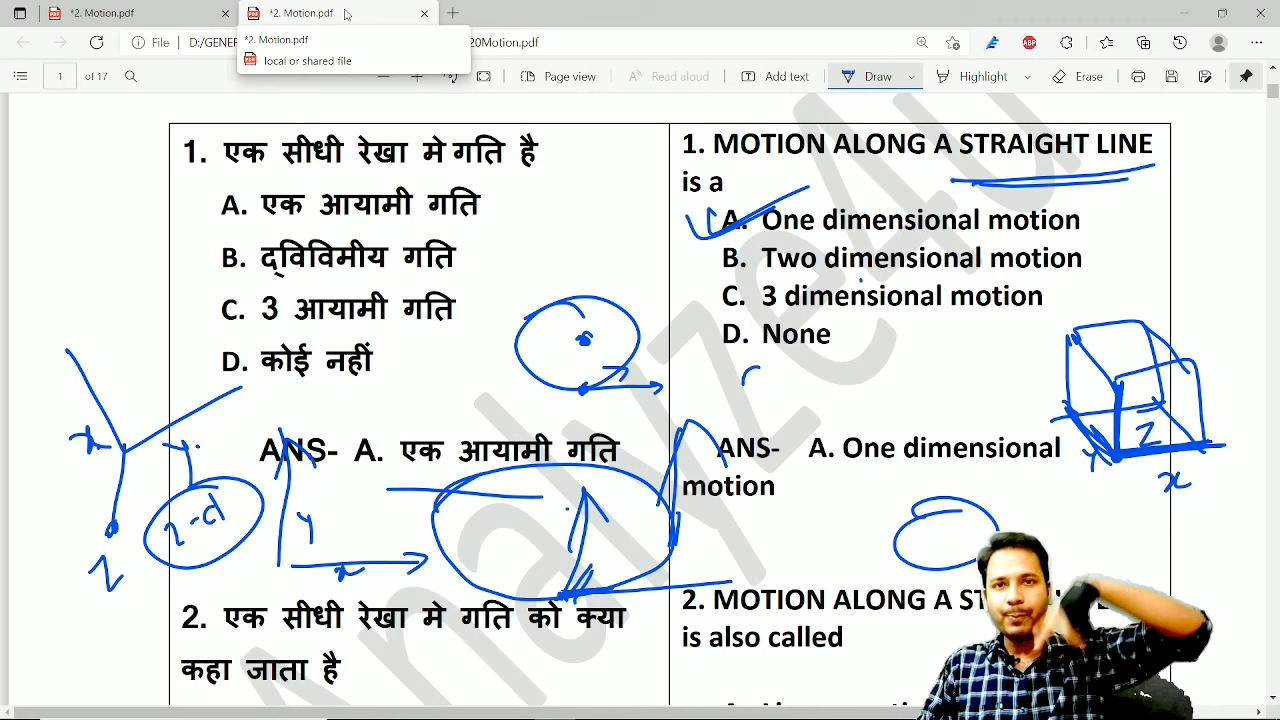 *2. Motion.pdf
*2. Motion.pdf
File
D:/GENER
20Motion.pdf
*2. Motion.pdf
local or shared file
1
of 17
Page view
Read aloud
Add text
Draw
Highlight
Erase
1. एक सीधी रेखा मे गति है
A. एक आयामी गति
B. द्विविमीय गति
C. 3 आयामी गति
D. कोई नहीं
ANS- A. एक आयामी गति
2. एक सीधी रेखा मे गति को क्या
कहा जाता है
1. MOTION ALONG A STRAIGHT LINE
is a
A. One dimensional motion
B. Two dimensional motion
C. 3 dimensional motion
D. None
ANS- A. One dimensional
motion
2. MOTION ALONG A ST
is also called
Analyze4u
x
y
z
2-d
y
x
z
y
x